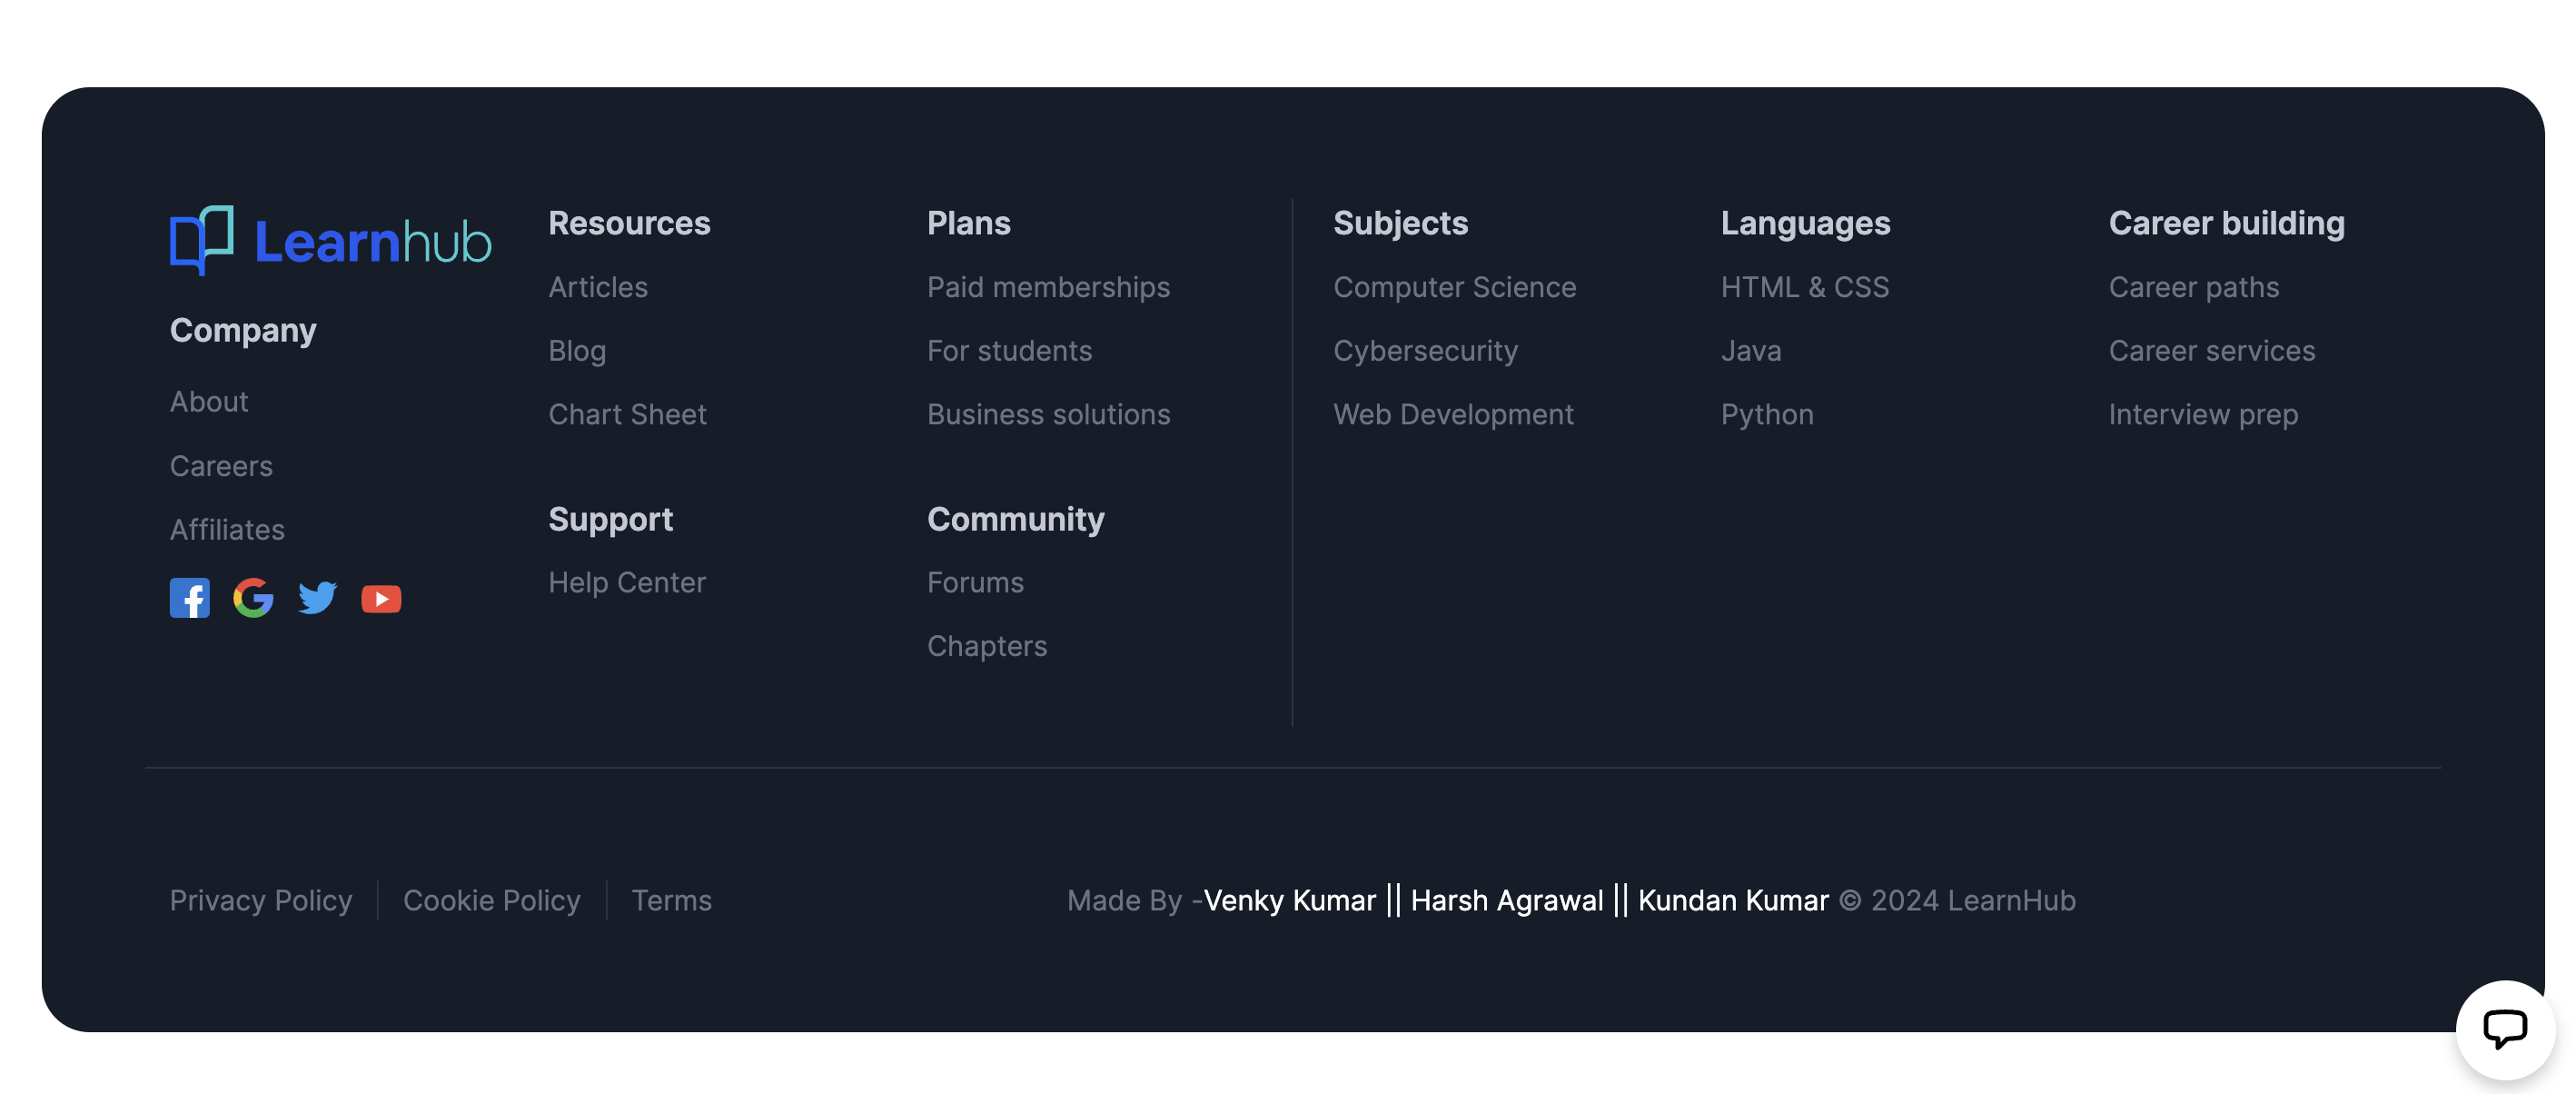 Learnhub
Company
About
Careers
Affiliates
Resources
Articles
Blog
Chart Sheet
Support
Help Center
Plans
Paid memberships
For students
Business solutions
Community
Forums
Chapters
Subjects
Computer Science
Cybersecurity
Web Development
Languages
HTML & CSS
Java
Python
Career building
Career paths
Career services
Interview prep
Privacy Policy
Cookie Policy
Terms
Made By -Venky Kumar || Harsh Agrawal || Kundan Kumar © 2024 LearnHub